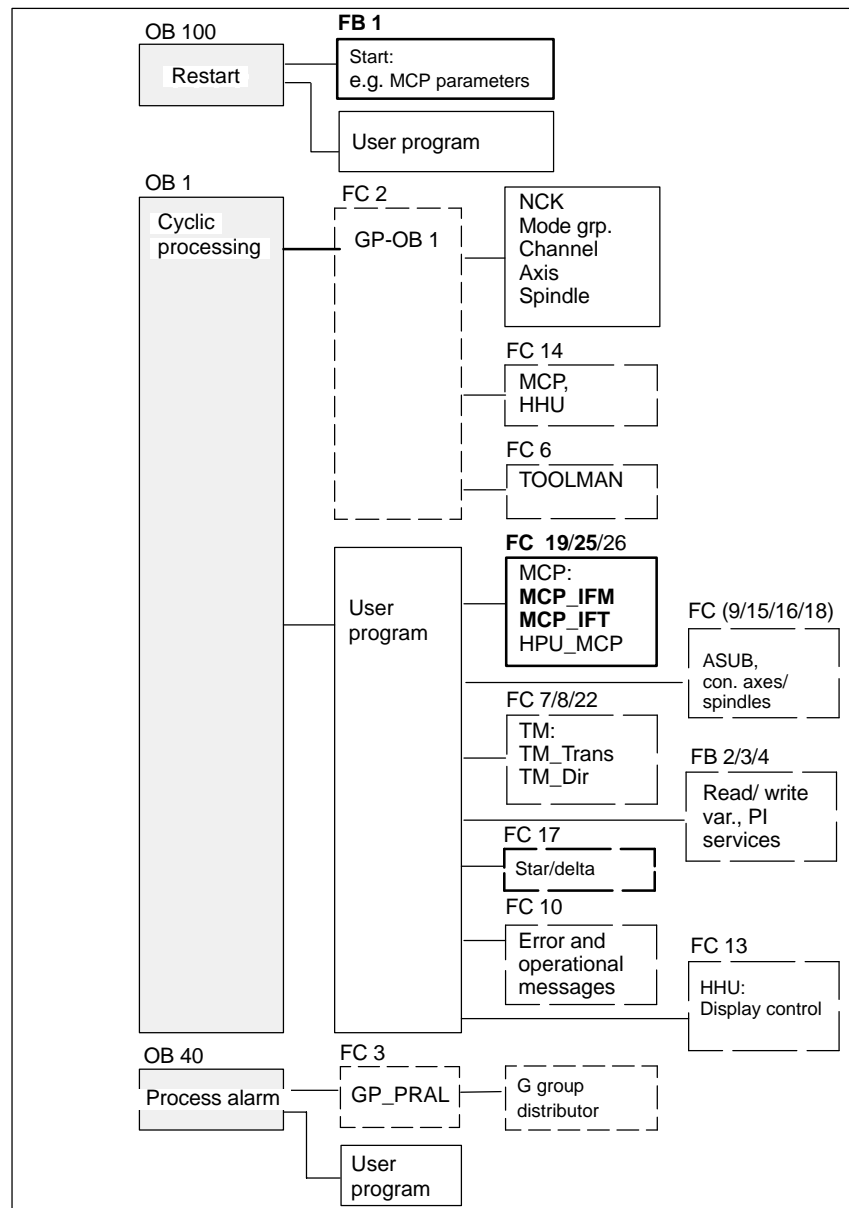 OB 100
FB 1
Restart
Start:
e.g. MCP parameters
User program
OB 1
Cyclic
processing
FC 2
GP-OB 1
NCK
Mode grp.
Channel
Axis
Spindle
FC 14
MCP,
HHU
FC 6
TOOLMAN
User
program
FC 19/25/26
MCP:
MCP_IFM
MCP_IFT
HPU_MCP
FC (9/15/16/18)
ASUB,
con. axes/
spindles
FC 7/8/22
TM:
TM_Trans
TM_Dir
FB 2/3/4
Read/ write
var., PI
services
FC 17
Star/delta
FC 10
Error and
operational
messages
FC 13
HHU:
Display control
OB 40
Process alarm
FC 3
GP_PRAL
G group
distributor
User
program